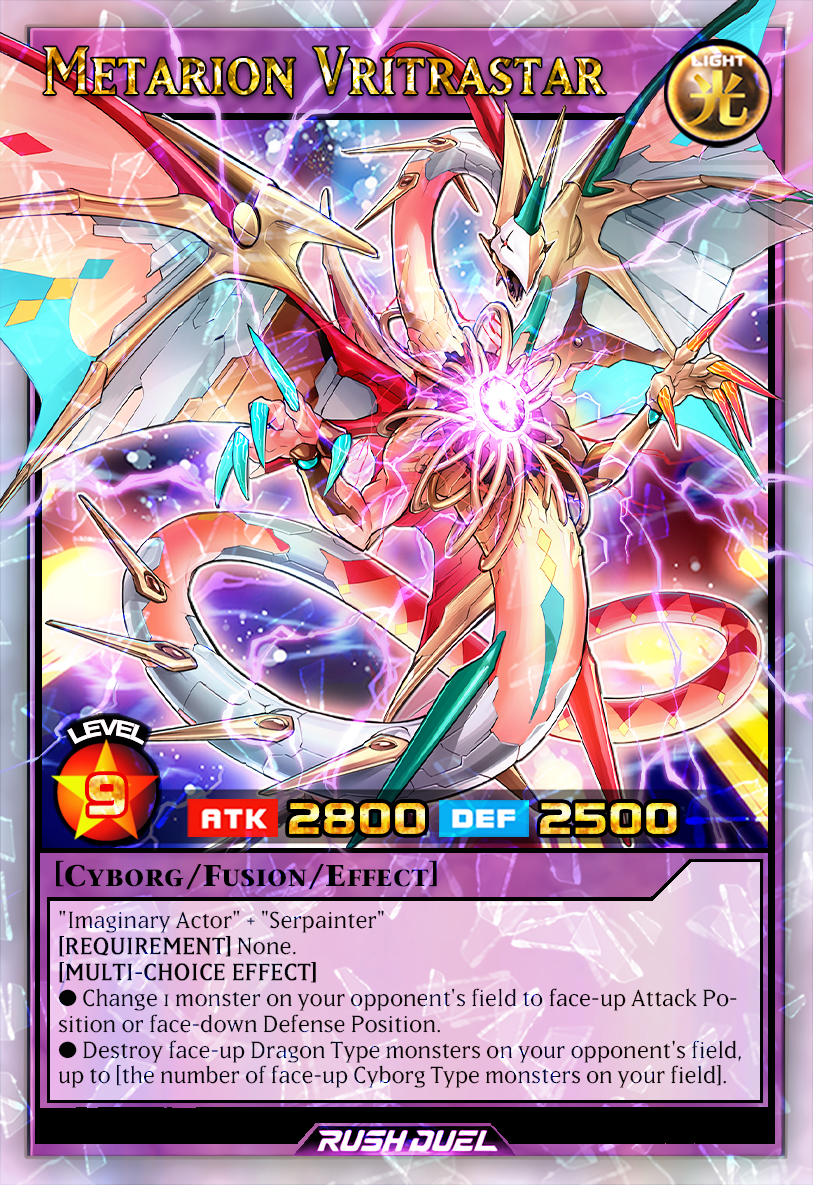 Metarion Vritrastar
LIGHT
光
LEVEL
9
ATK 2800 DEF 2500
[Cyborg/Fusion/Effect]
"Imaginary Actor" + "Serpainter"
[REQUIREMENT] None.
[MULTI-CHOICE EFFECT]
● Change 1 monster on your opponent's field to face-up Attack Po-
sition or face-down Defense Position.
● Destroy face-up Dragon Type monsters on your opponent's field,
up to [the number of face-up Cyborg Type monsters on your field].
RUSH DUEL